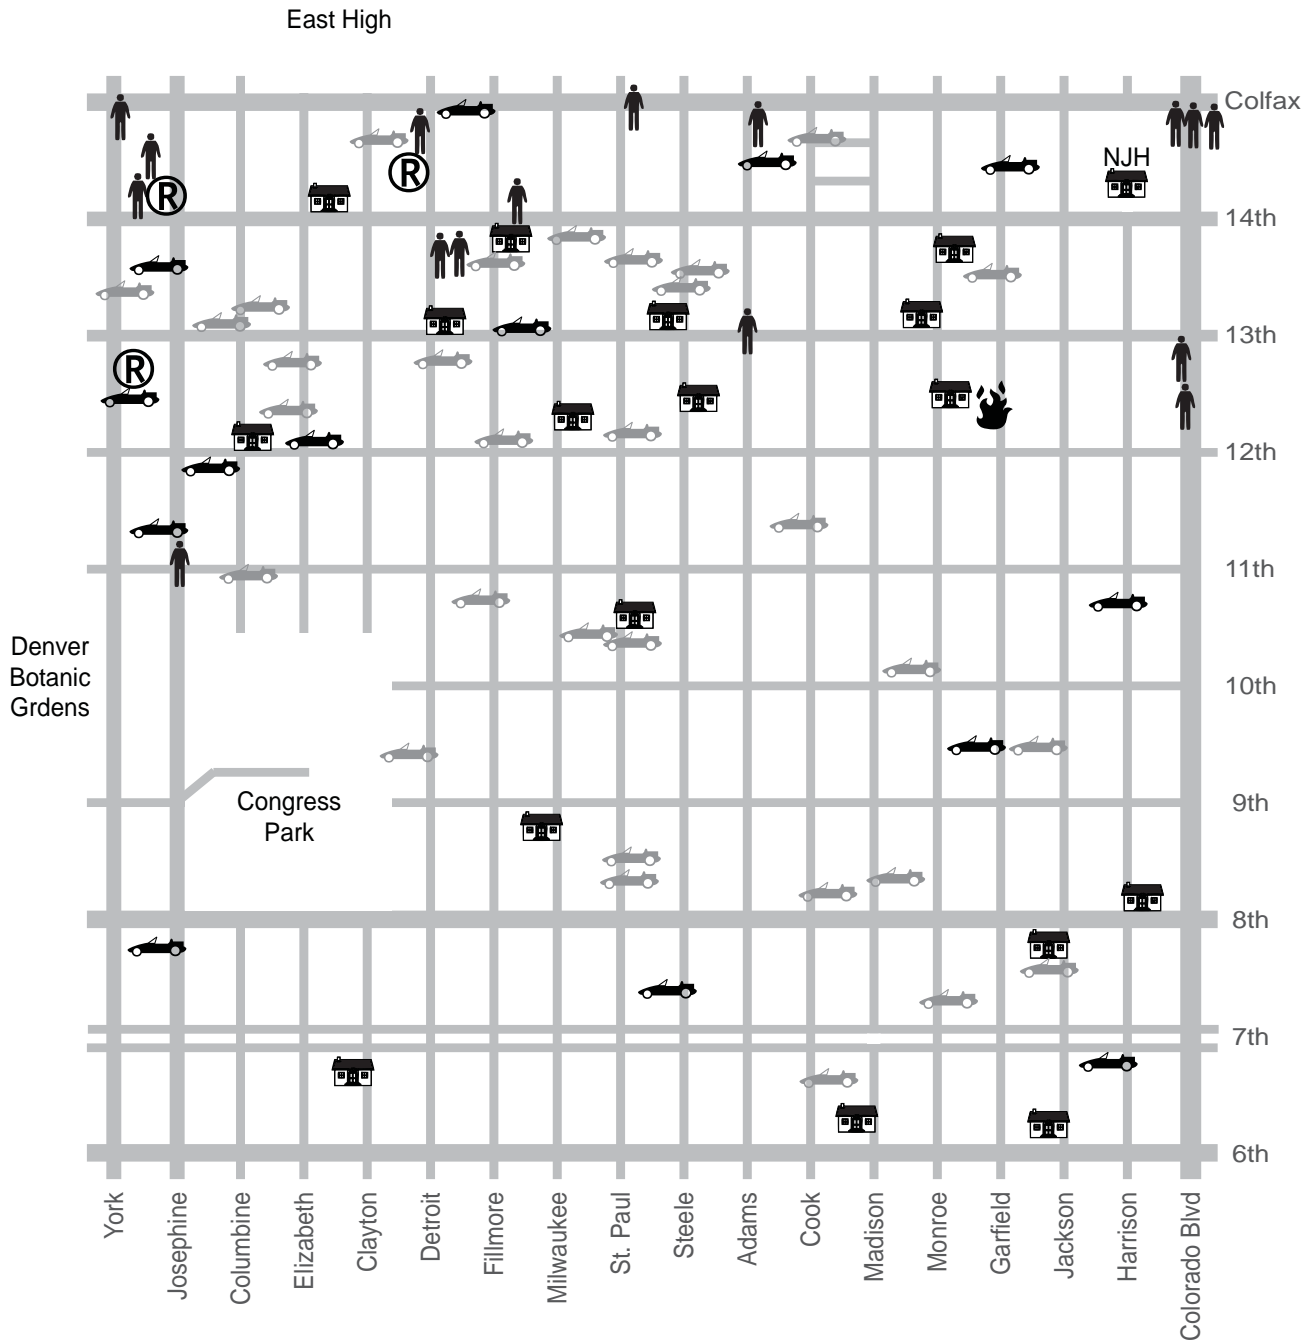 East High
Colfax
NJH
®
®
14th
13th
®
12th
11th
Denver
Botanic
Grdens
10th
9th
Congress
Park
8th
7th
6th
York
Josephine
Columbine
Elizabeth
Clayton
Detroit
Fillmore
Milwaukee
St. Paul
Steele
Adams
Cook
Madison
Monroe
Garfield
Jackson
Harrison
Colorado Blvd